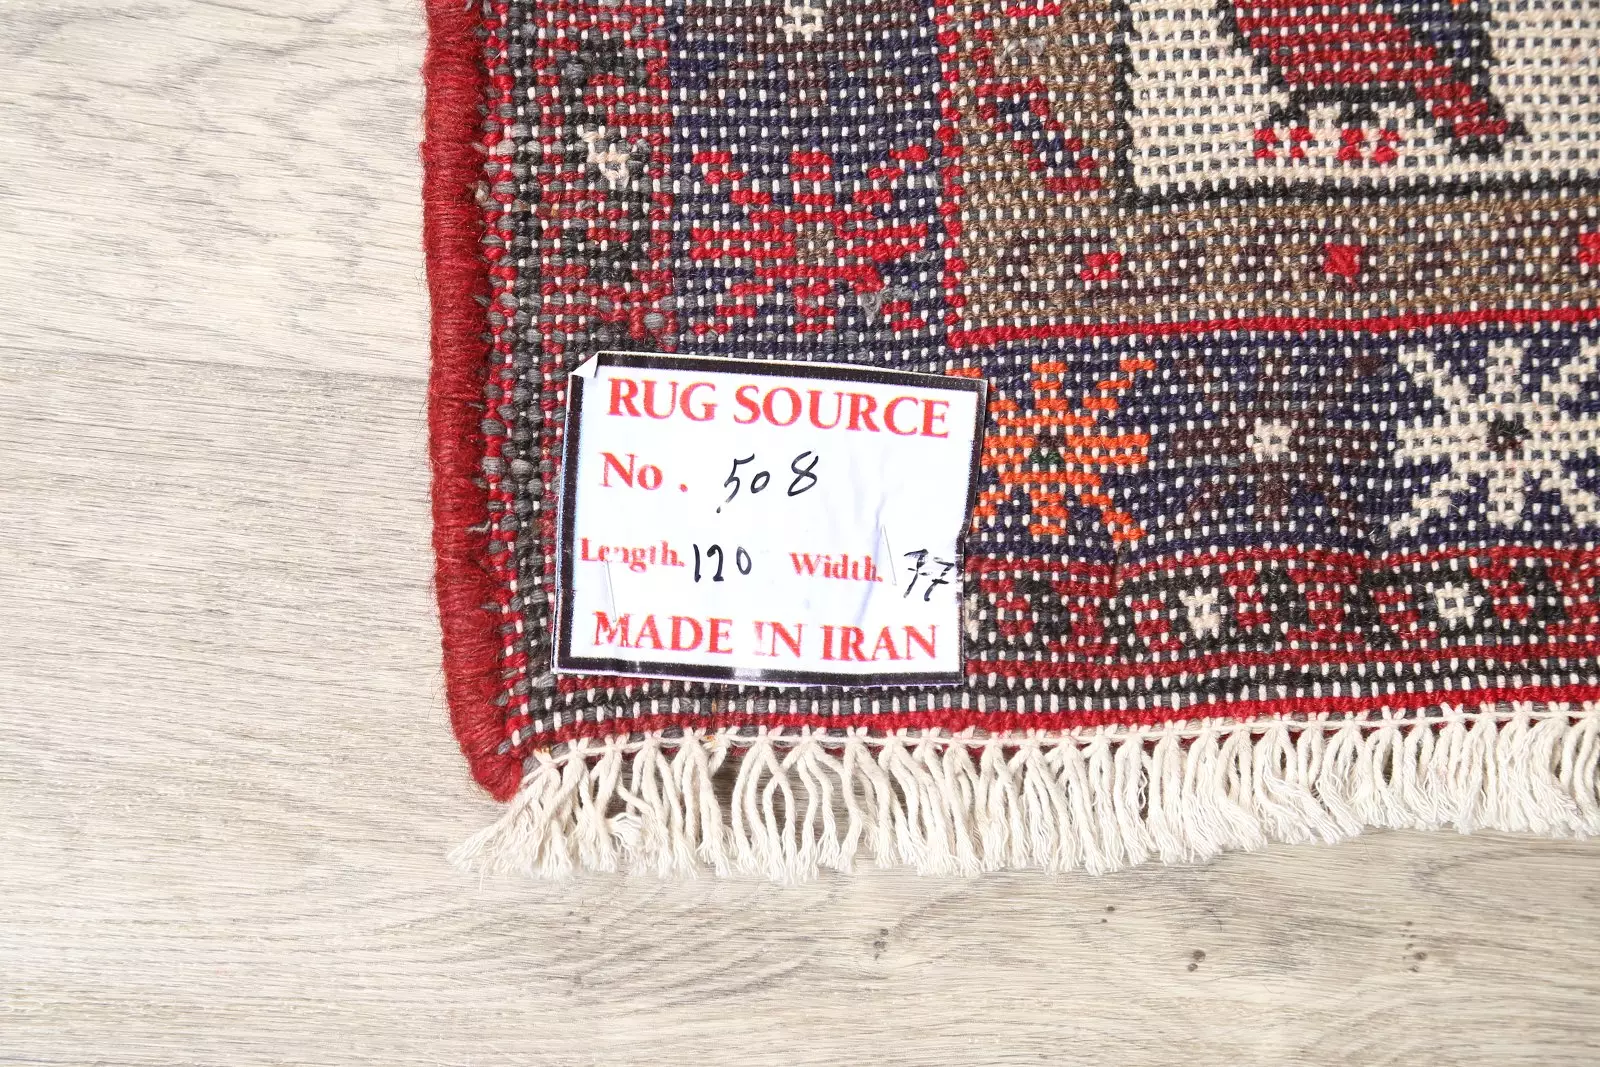 RUG SOURCE
No. 508
Length. 120 Width. 77
MADE IN IRAN